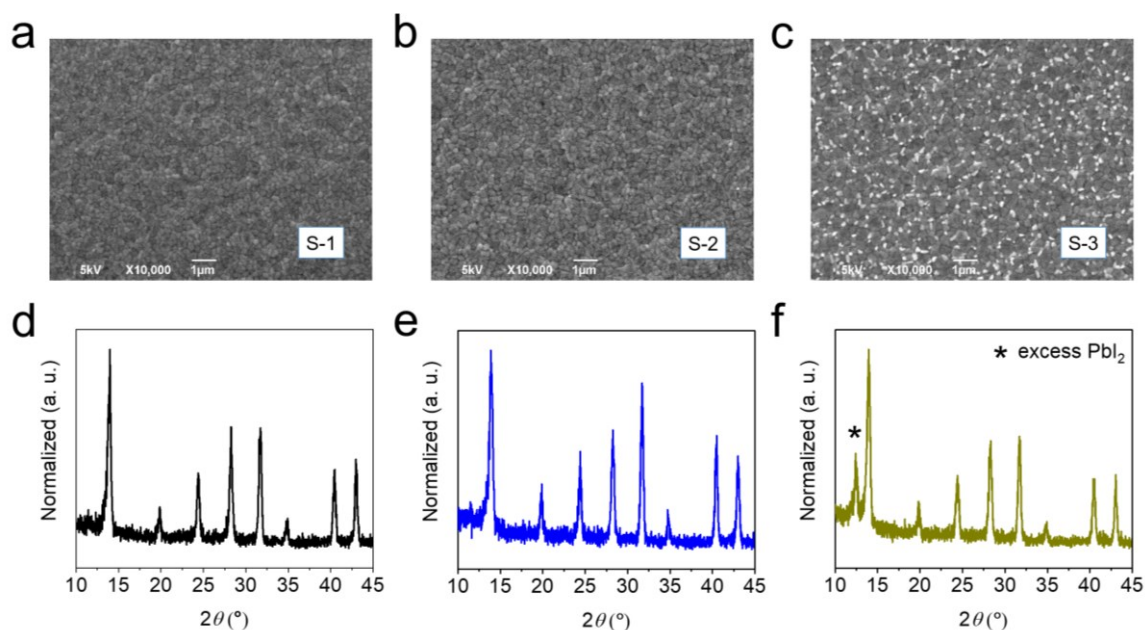 a
b
c
S-1
5kV X10,000 1μm
S-2
5kV X10,000 1μm
S-3
5kV X10,000 1μm
d
e
f
Normalized (a. u.)
Normalized (a. u.)
Normalized (a. u.)
* excess PbI₂
*
10 15 20 25 30 35 40 45
10 15 20 25 30 35 40 45
10 15 20 25 30 35 40 45
2θ (°)
2θ (°)
2θ (°)